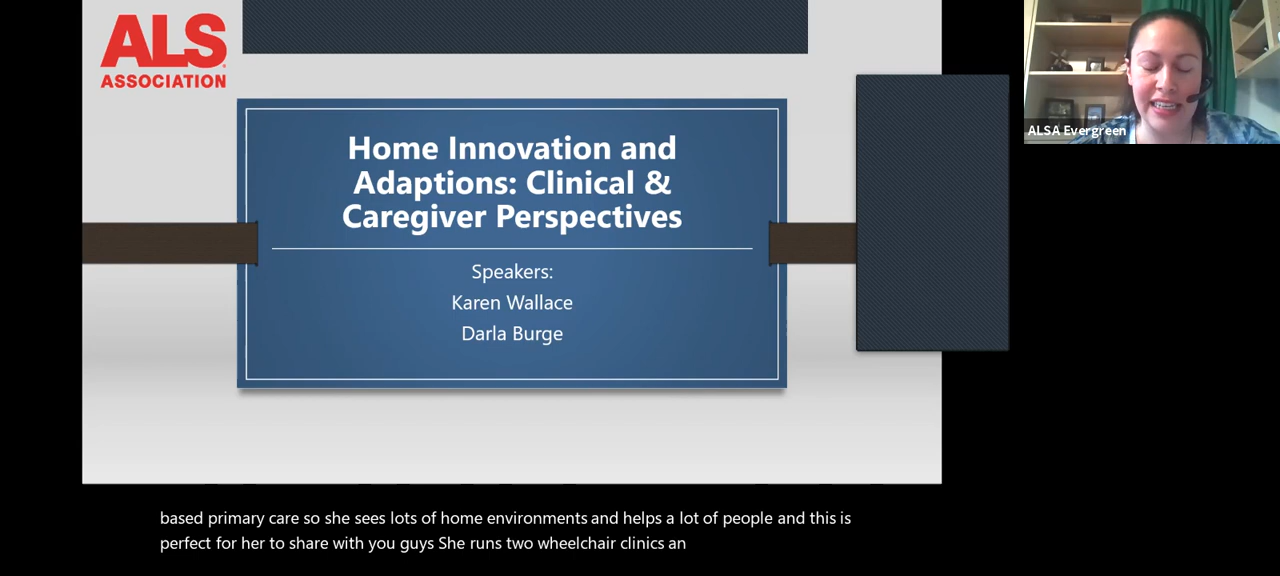 ALS
ASSOCIATION
Home Innovation and
Adaptions: Clinical &
Caregiver Perspectives
Speakers:
Karen Wallace
Darla Burge
ALSA Evergreen
based primary care so she sees lots of home environments and helps a lot of people and this is
perfect for her to share with you guys She runs two wheelchair clinics an